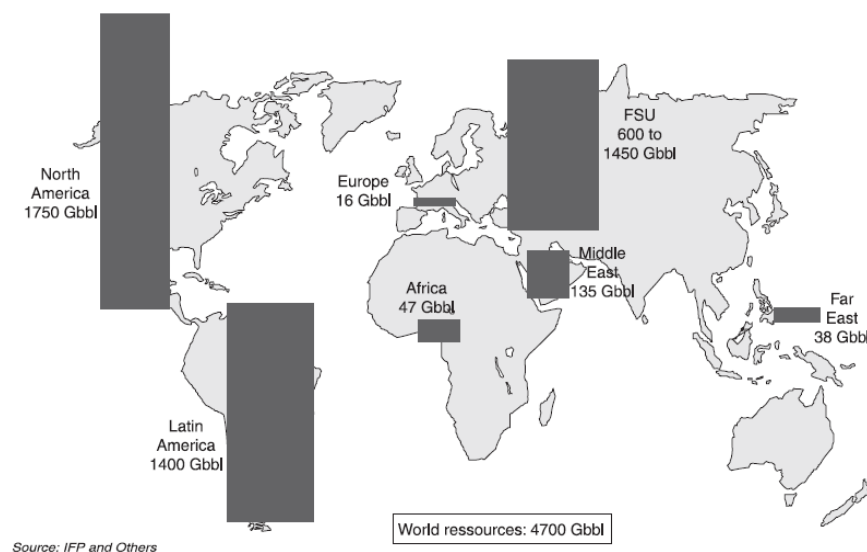 FSU
600 to
1450 Gbbl
North
America
1750 Gbbl
Europe
16 Gbbl
Middle
East
135 Gbbl
Africa
47 Gbbl
Far
East
38 Gbbl
Latin
America
1400 Gbbl
World ressources: 4700 Gbbl
Source: IFP and Others